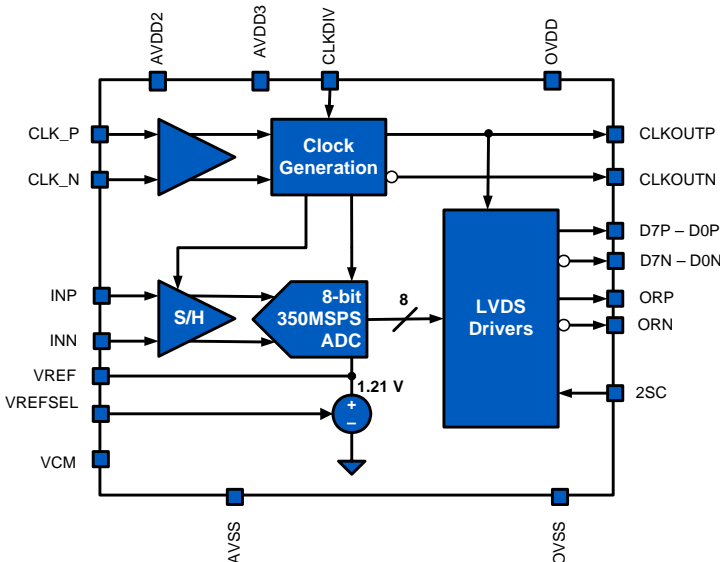 AVDD2
AVDD3
CLKDIV
OVDD
CLK_P
CLK_N
Clock
Generation
CLKOUTP
CLKOUTN
D7P – D0P
D7N – D0N
ORP
ORN
2SC
INP
INN
VREF
VREFSEL
VCM
S/H
8-bit
350MSPS
ADC
8
LVDS
Drivers
1.21 V
+
–
AVSS
OVSS